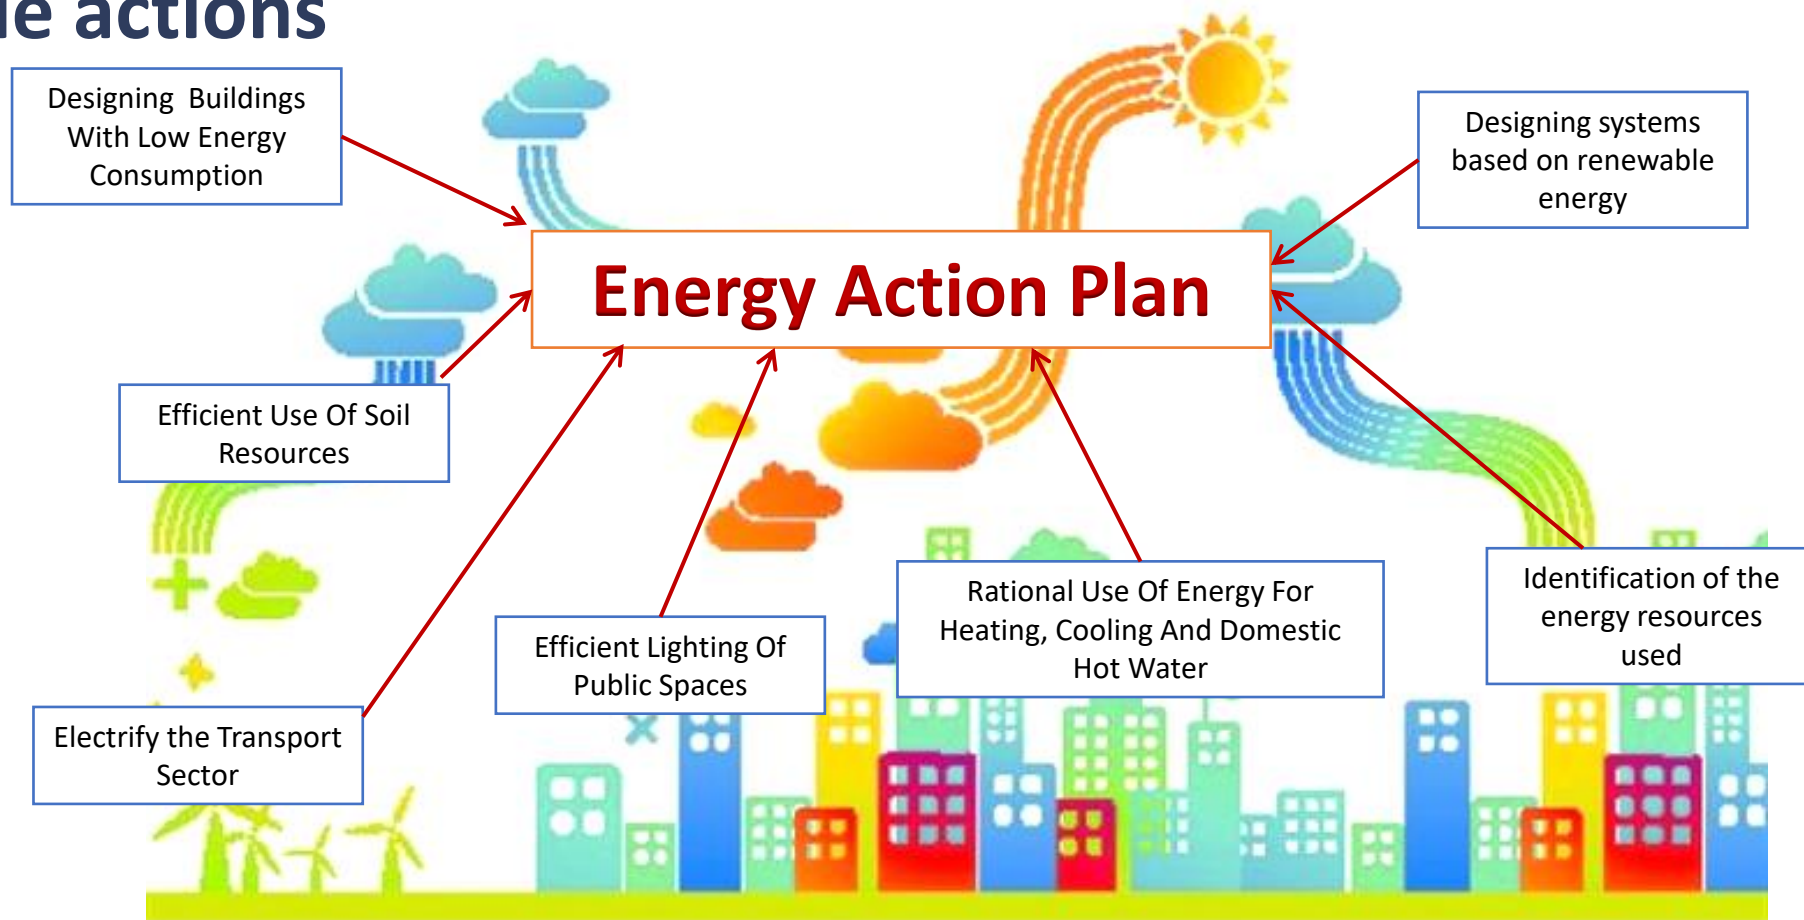 actions
Designing Buildings
With Low Energy
Consumption
Designing systems
based on renewable
energy
Energy Action Plan
Efficient Use Of Soil
Resources
Rational Use Of Energy For
Heating, Cooling And Domestic
Hot Water
Identification of the
energy resources
used
Efficient Lighting Of
Public Spaces
Electrify the Transport
Sector